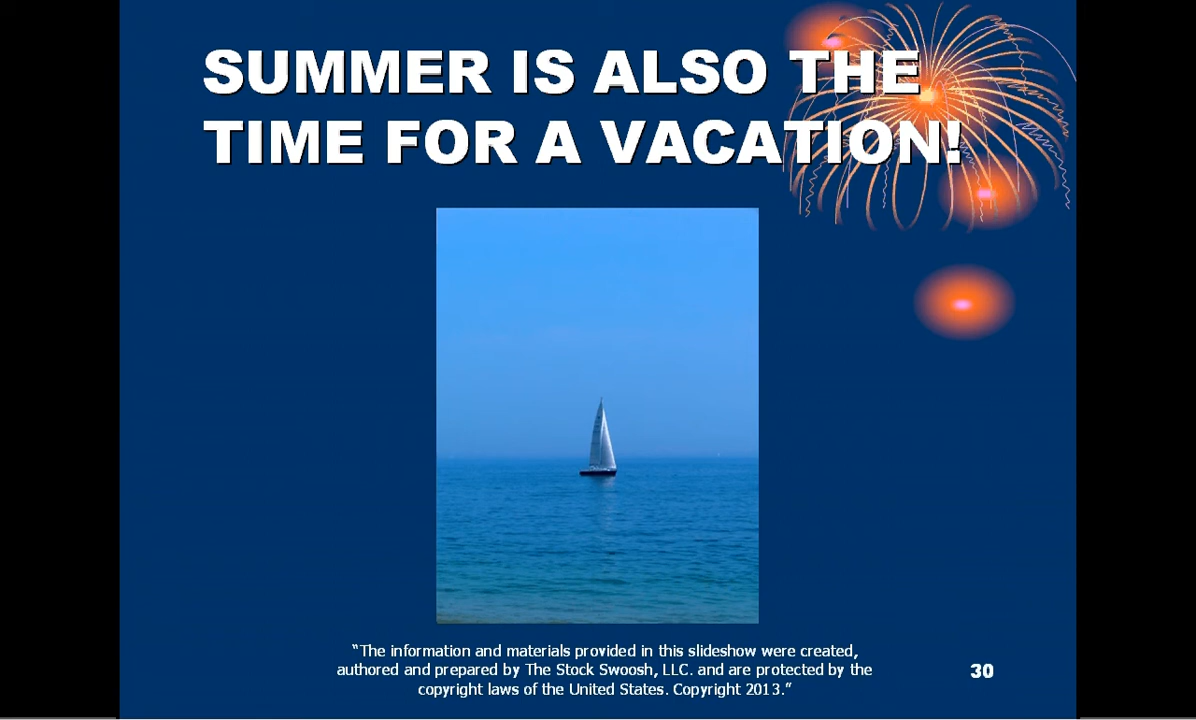 SUMMER IS ALSO THE
TIME FOR A VACATION!
“The information and materials provided in this slideshow were created,
authored and prepared by The Stock Swoosh, LLC. and are protected by the
copyright laws of the United States. Copyright 2013.”
30